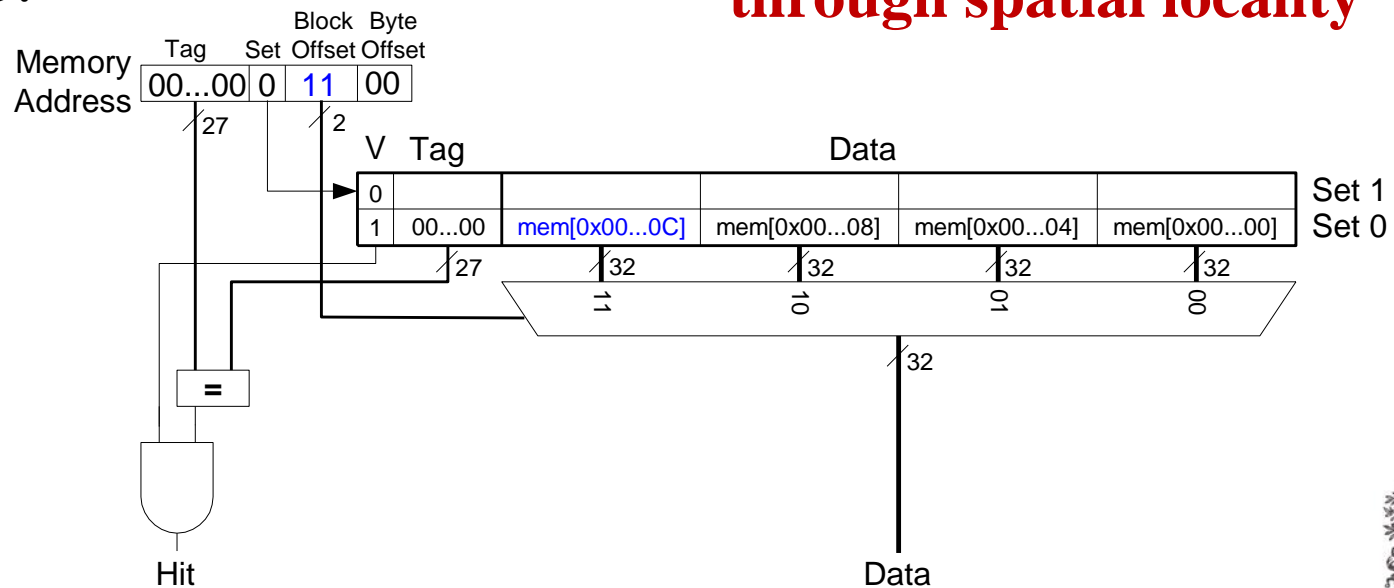 through spatial locality
Block Byte
Tag Set Offset Offset
Memory Address 00...00 0 11 00
27 2
V Tag Data
0 Set 1
1 00...00 mem[0x00...0C] mem[0x00...08] mem[0x00...04] mem[0x00...00] Set 0
27 32 32 32 32
11 10 01 00
32
=
Hit Data